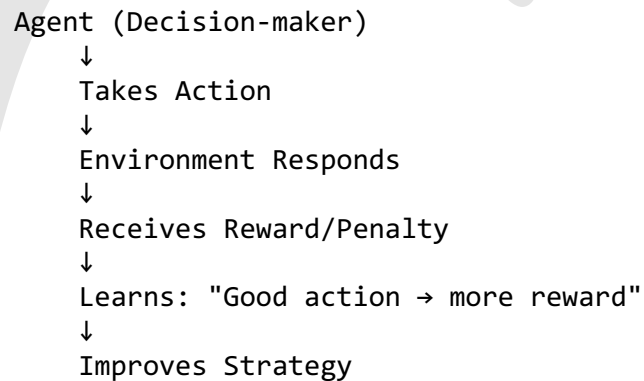 Agent (Decision-maker)
↓
Takes Action
↓
Environment Responds
↓
Receives Reward/Penalty
↓
Learns: "Good action → more reward"
↓
Improves Strategy